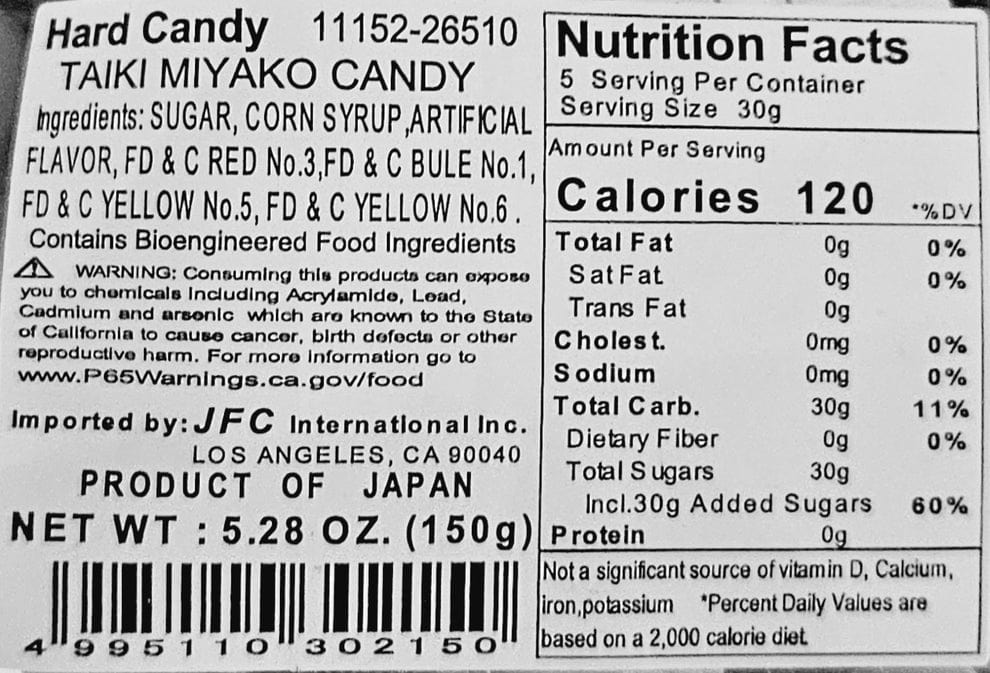 Hard Candy 11152-26510
TAIKI MIYAKO CANDY
Ingredients: SUGAR, CORN SYRUP,ARTIFICIAL
FLAVOR, FD & C RED No.3,FD & C BULE No.1,
FD & C YELLOW No.5, FD & C YELLOW No.6 .
Contains Bioengineered Food Ingredients
⚠ WARNING: Consuming this products can expose
you to chemicals including Acrylamide, Lead,
Cadmium and arsenic which are known to the State
of California to cause cancer, birth defects or other
reproductive harm. For more information go to
www.P65Warnings.ca.gov/food
Imported by: JFC International Inc.
LOS ANGELES, CA 90040
PRODUCT OF JAPAN
NET WT : 5.28 OZ. (150g)
4 995110 302150
Nutrition Facts
5 Serving Per Container
Serving Size 30g
Amount Per Serving
Calories 120 *%DV
Total Fat 0g 0%
Sat Fat 0g 0%
Trans Fat 0g
Cholest. 0mg 0%
Sodium 0mg 0%
Total Carb. 30g 11%
Dietary Fiber 0g 0%
Total Sugars 30g
Incl.30g Added Sugars 60%
Protein 0g
Not a significant source of vitamin D, Calcium,
iron,potassium *Percent Daily Values are
based on a 2,000 calorie diet